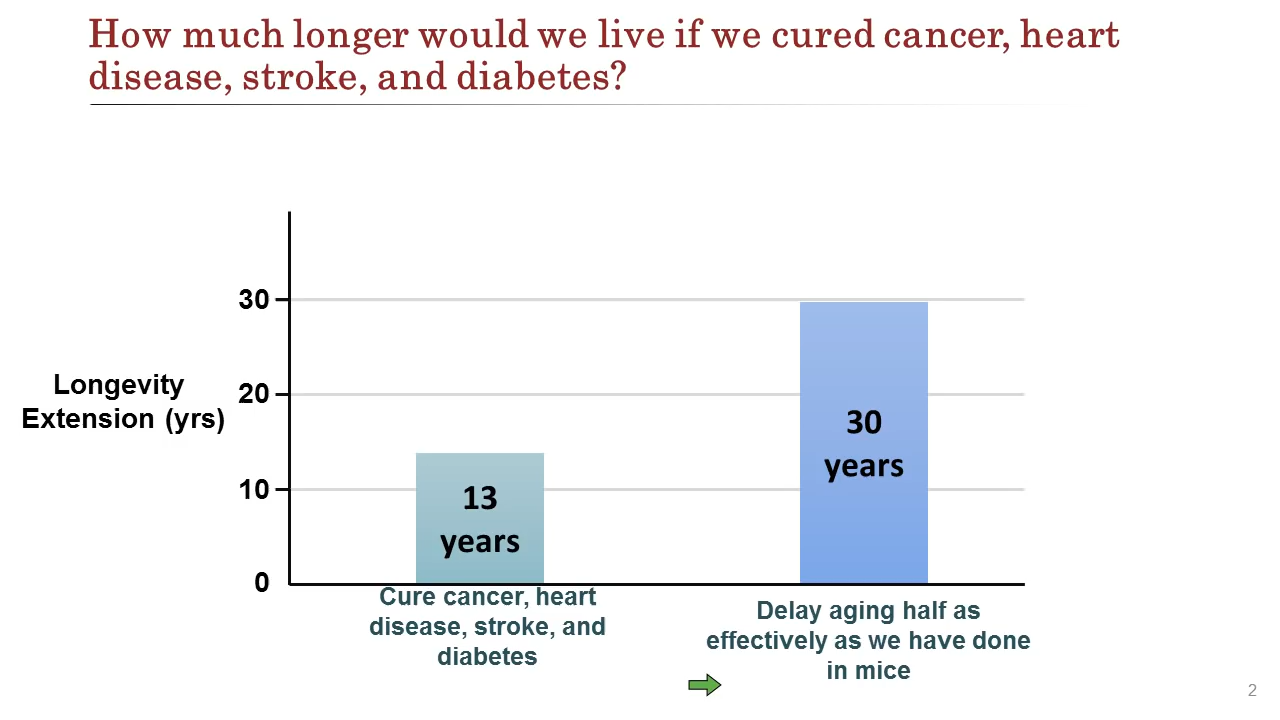 How much longer would we live if we cured cancer, heart
disease, stroke, and diabetes?
30
20
10
0
Longevity
Extension (yrs)
13
years
30
years
Cure cancer, heart
disease, stroke, and
diabetes
Delay aging half as
effectively as we have done
in mice
2